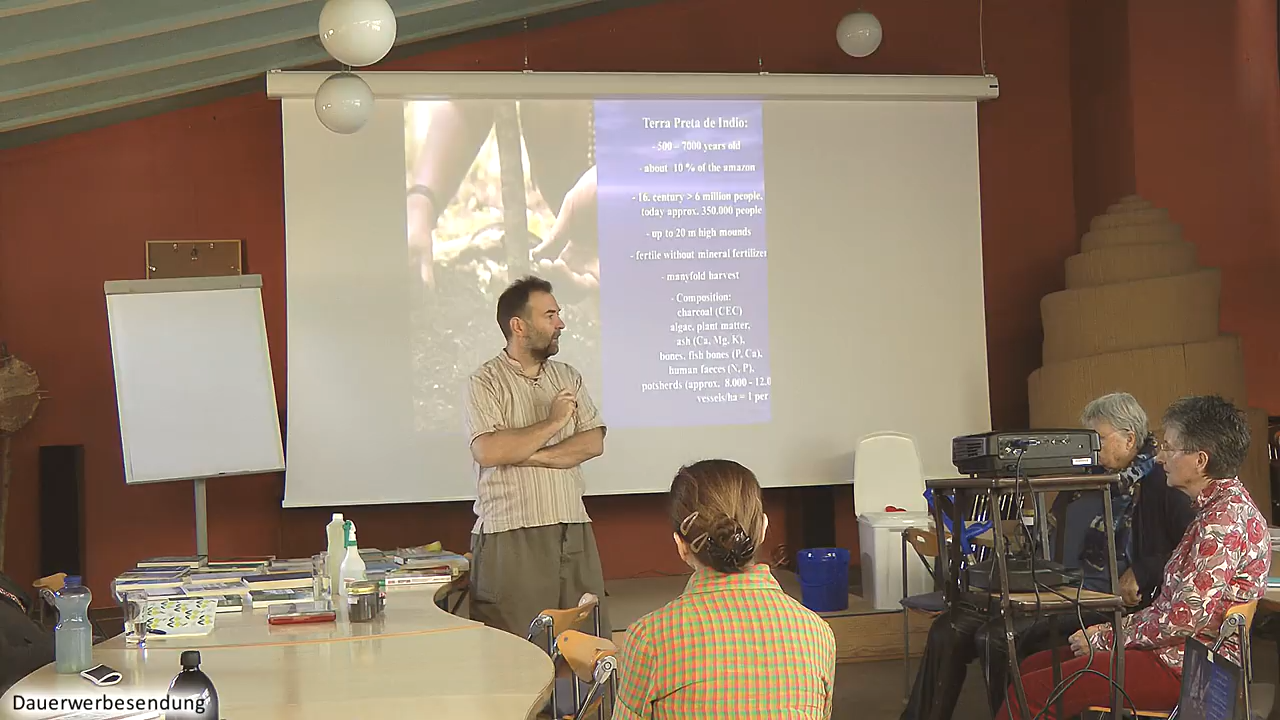 Terra Preta de Indio:
- 500 – 7000 years old
- about 10 % of the amazon
- 16. century > 6 million people,
today approx. 350.000 people
- up to 20 m high mounds
- fertile without mineral fertilizer
- manyfold harvest
- Composition:
charcoal (CEC)
algae, plant matter,
ash (Ca, Mg, K),
bones, fish bones (P, Ca),
human faeces (N, P),
potsherds (approx. 8.000 - 12.0
vessels/ha = 1 per
Dauerwerbesendung